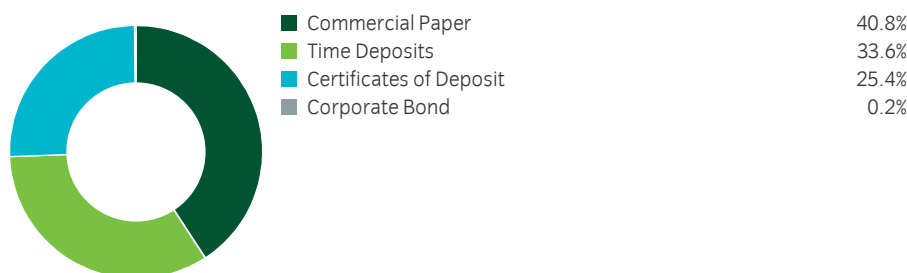 Commercial Paper 40.8%
Time Deposits 33.6%
Certificates of Deposit 25.4%
Corporate Bond 0.2%